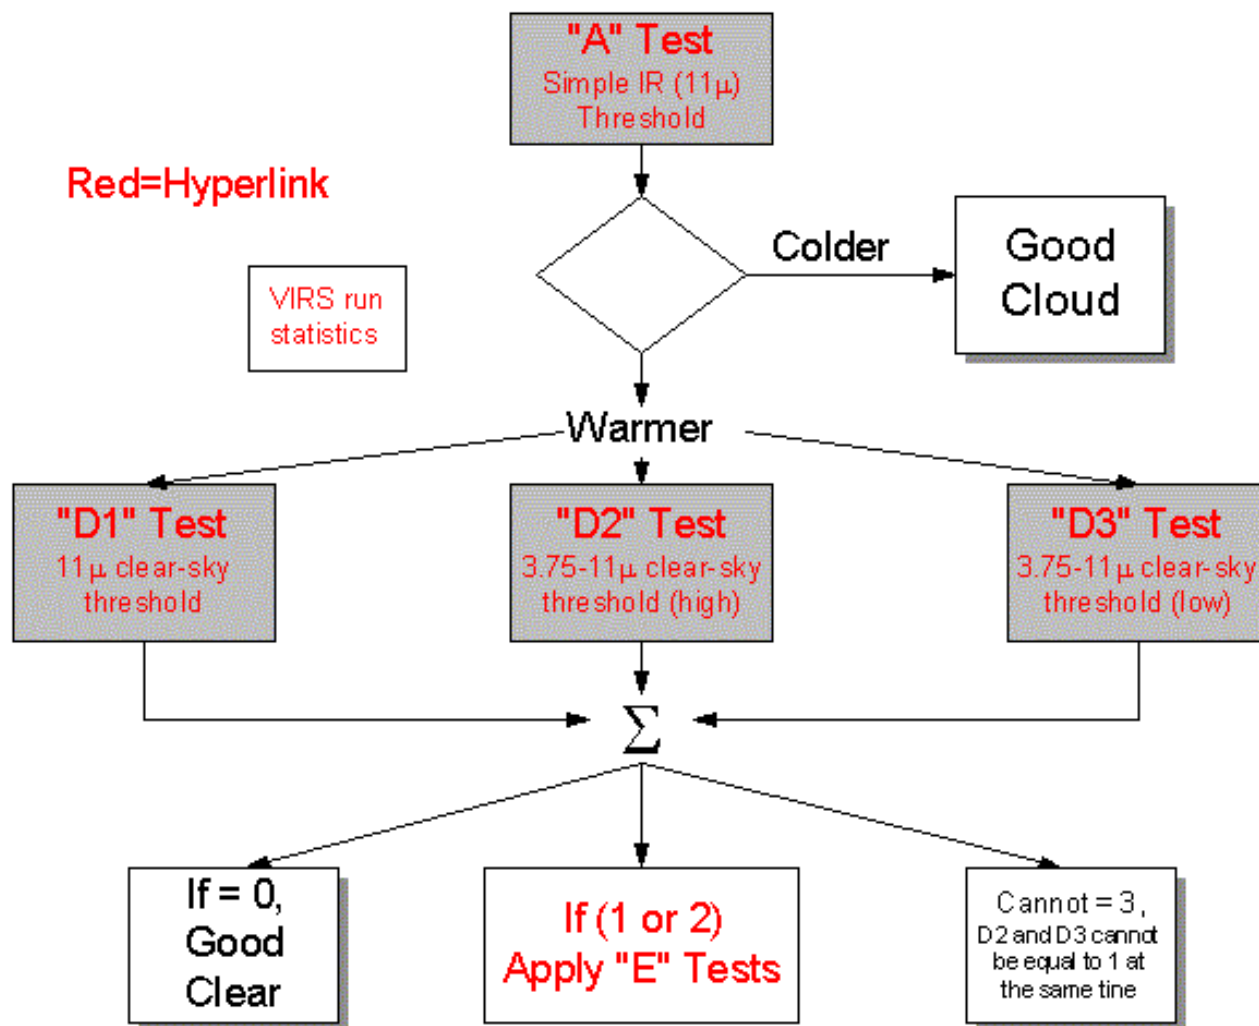 "A" Test
Simple IR (11μ)
Threshold
Red=Hyperlink
Colder
Good
Cloud
VIRS run
statistics
Warmer
"D1" Test
11μ clear-sky
threshold
"D2" Test
3.75-11μ clear-sky
threshold (high)
"D3" Test
3.75-11μ clear-sky
threshold (low)
Σ
If = 0,
Good
Clear
If (1 or 2)
Apply "E" Tests
Cannot = 3,
D2 and D3 cannot
be equal to 1 at
the same tine